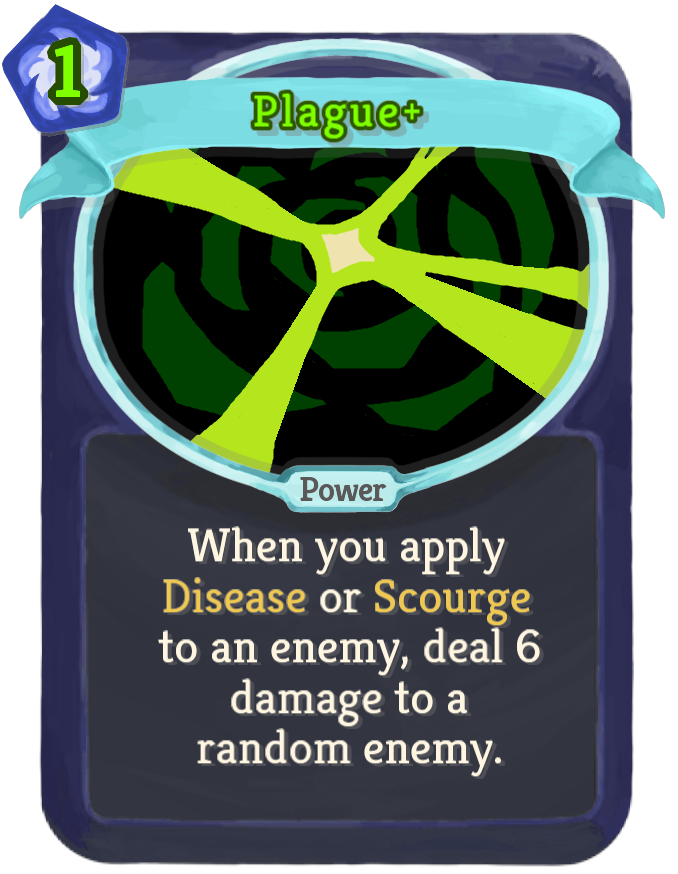 1
Plague+
Power
When you apply
Disease or Scourge
to an enemy, deal 6
damage to a
random enemy.